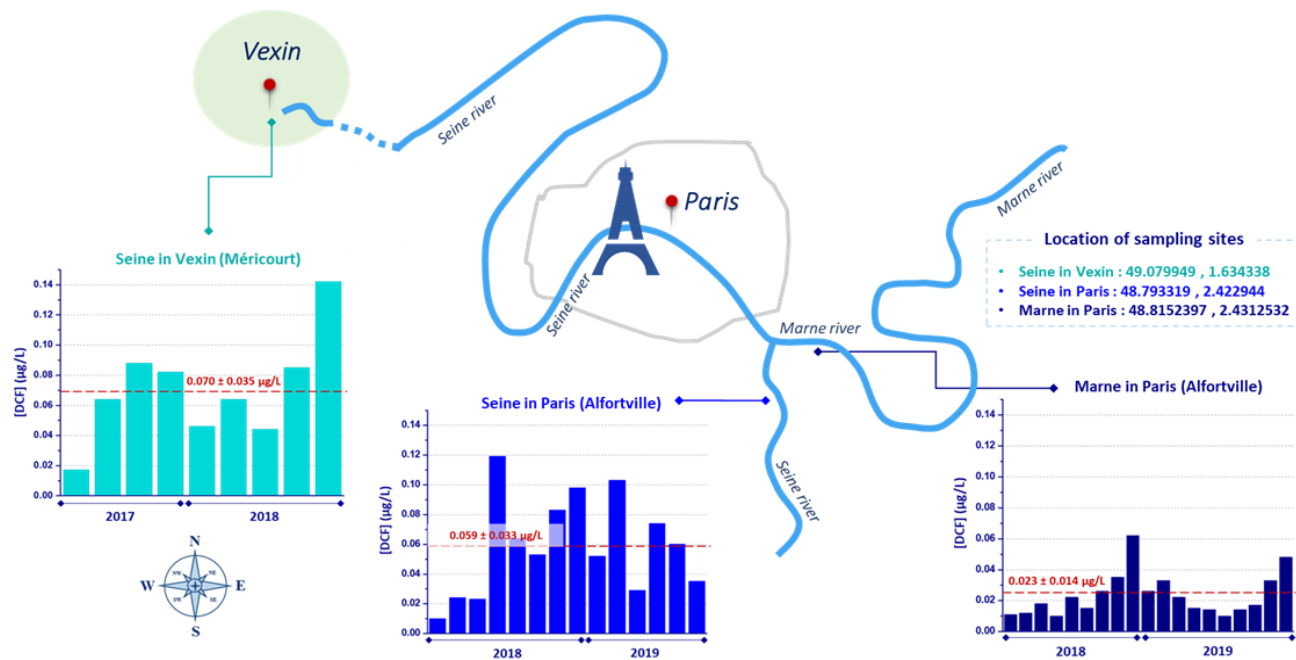 Vexin
Seine river
Paris
Seine river
Marne river
Marne river
Seine river
Location of sampling sites
• Seine in Vexin : 49.079949 , 1.634338
• Seine in Paris : 48.793319 , 2.422944
• Marne in Paris : 48.8152397 , 2.4312532
Seine in Vexin (Méricourt)
[DCF] (µg/L)
0.14
0.12
0.10
0.08
0.06
0.04
0.02
0.00
0.070 ± 0.035 µg/L
2017
2018
N
NE
E
SE
S
SW
W
NW
Seine in Paris (Alfortville)
[DCF] (µg/L)
0.14
0.12
0.10
0.08
0.06
0.04
0.02
0.00
0.059 ± 0.033 µg/L
2018
2019
Marne in Paris (Alfortville)
[DCF] (µg/L)
0.14
0.12
0.10
0.08
0.06
0.04
0.02
0.00
0.023 ± 0.014 µg/L
2018
2019